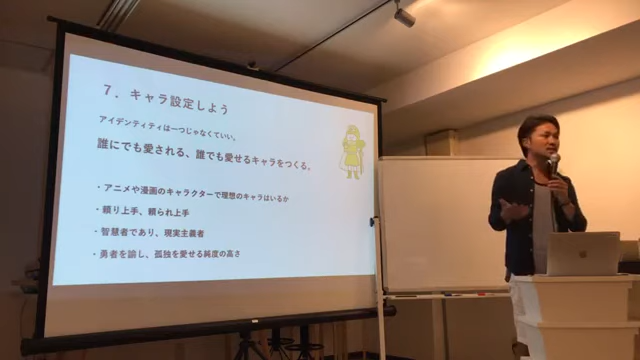 7. キャラ設定しよう
アイデンティティは一つじゃなくていい。
誰にでも愛される、誰でも愛せるキャラをつくる。
・アニメや漫画のキャラクターで理想のキャラはいるか
・頼り上手、頼られ上手
・智慧者であり、現実主義者
・勇者を諭し、孤独を愛せる純度の高さ